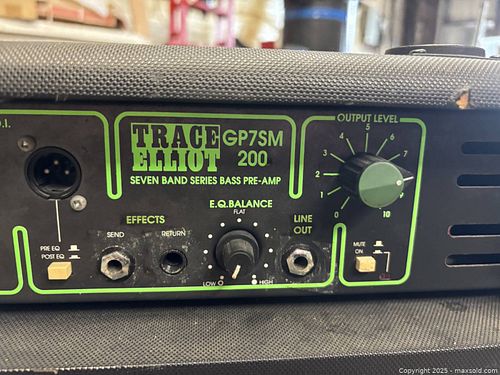 D.I.
TRACE
ELLIOT
GP7SM
200
SEVEN BAND SERIES BASS PRE-AMP
OUTPUT LEVEL
0
1
2
3
4
5
6
7
10
EFFECTS
SEND
RETURN
E.Q.BALANCE
FLAT
LOW
HIGH
LINE
OUT
PRE EQ
POST EQ
MUTE
ON
Copyright 2025 - maxsold.com